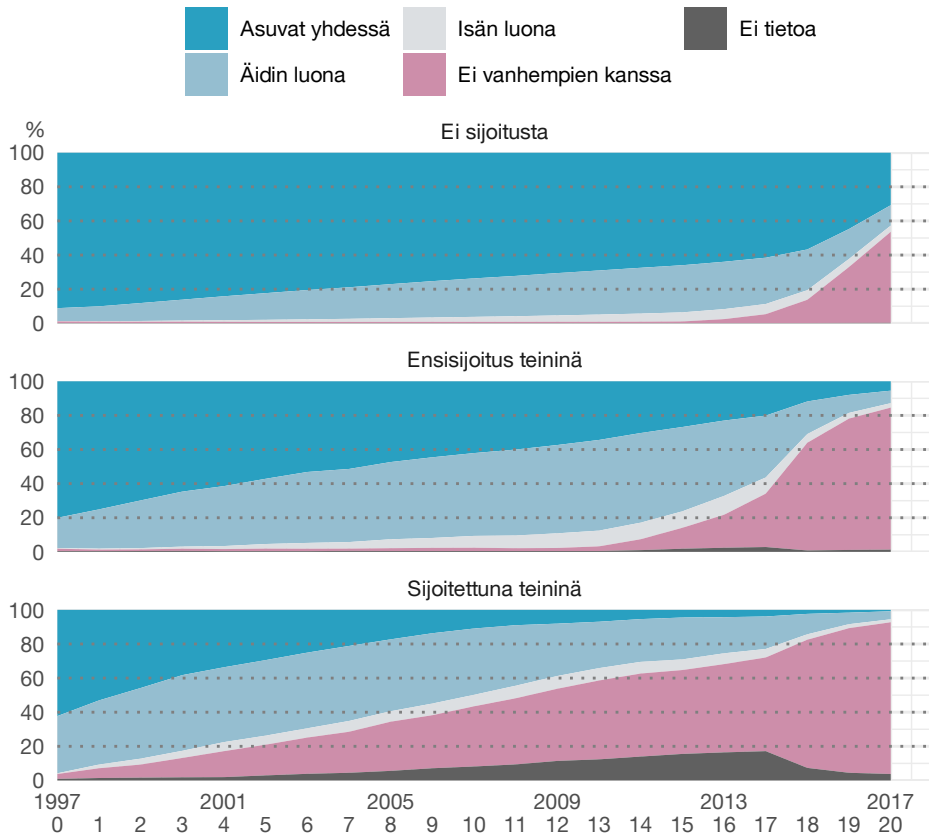 Asuvat yhdessä Isän luona Ei tietoa
Äidin luona Ei vanhempien kanssa
%
Ei sijoitusta
100
80
60
40
20
0
Ensisijoitus teininä
100
80
60
40
20
0
Sijoitettuna teininä
100
80
60
40
20
0
1997 2001 2005 2009 2013 2017
0 1 2 3 4 5 6 7 8 9 10 11 12 13 14 15 16 17 18 19 20